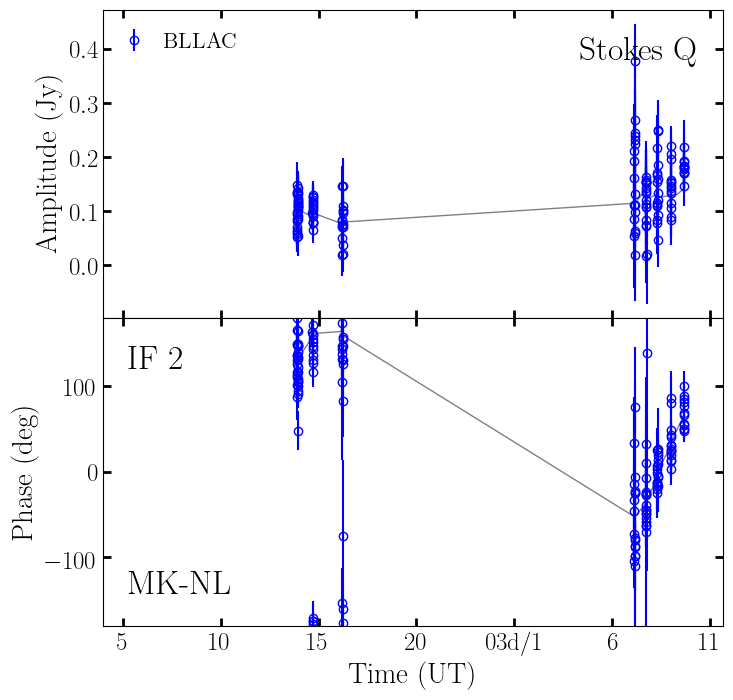 BLLAC
Stokes Q
Amplitude (Jy)
0.4
0.3
0.2
0.1
0.0
IF 2
MK-NL
Phase (deg)
100
0
−100
5 10 15 20 03d/1 6 11
Time (UT)